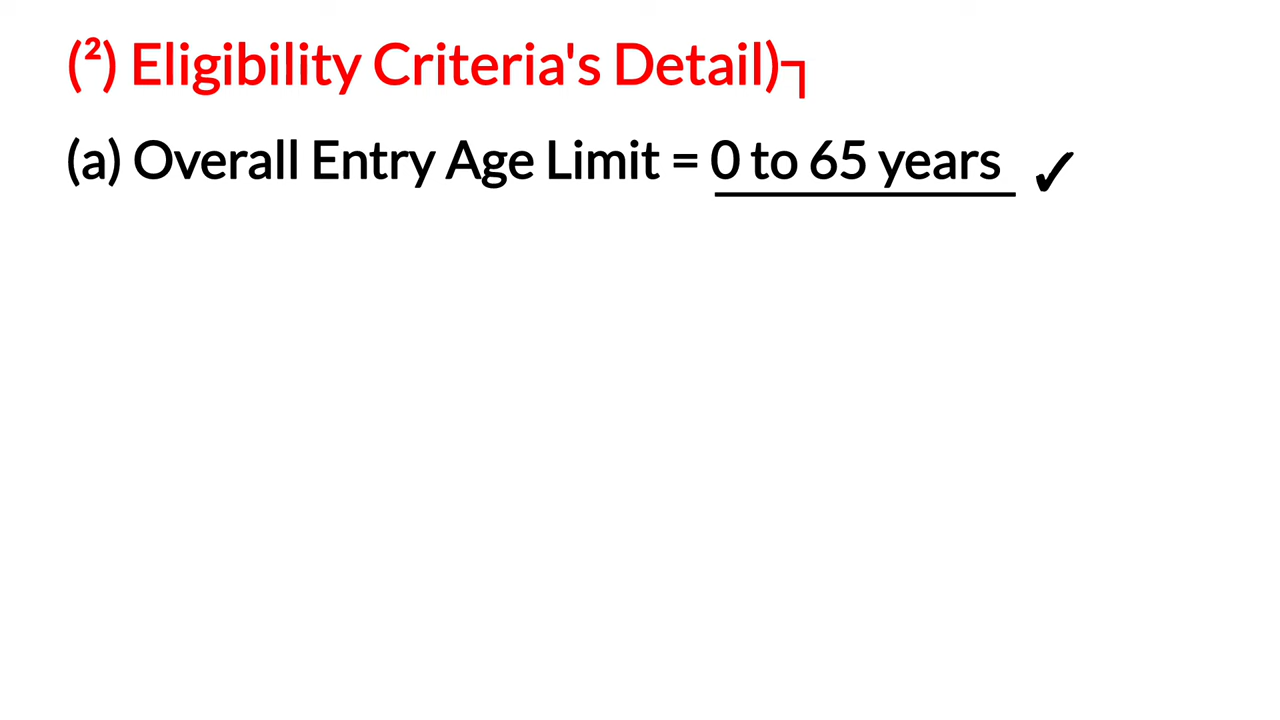 (²) Eligibility Criteria's Detail)┐
(a) Overall Entry Age Limit = 0 to 65 years ✓